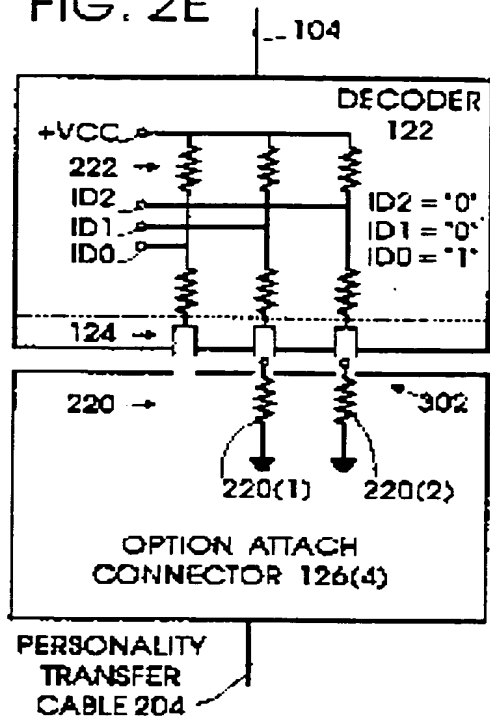 FIG. 2E
104
DECODER
122
+VCC
222
ID2
ID1
ID0
ID2 = "0"
ID1 = "0"
ID0 = "1"
124
220
302
220(1)
220(2)
OPTION ATTACH
CONNECTOR 126(4)
PERSONALITY
TRANSFER
CABLE 204